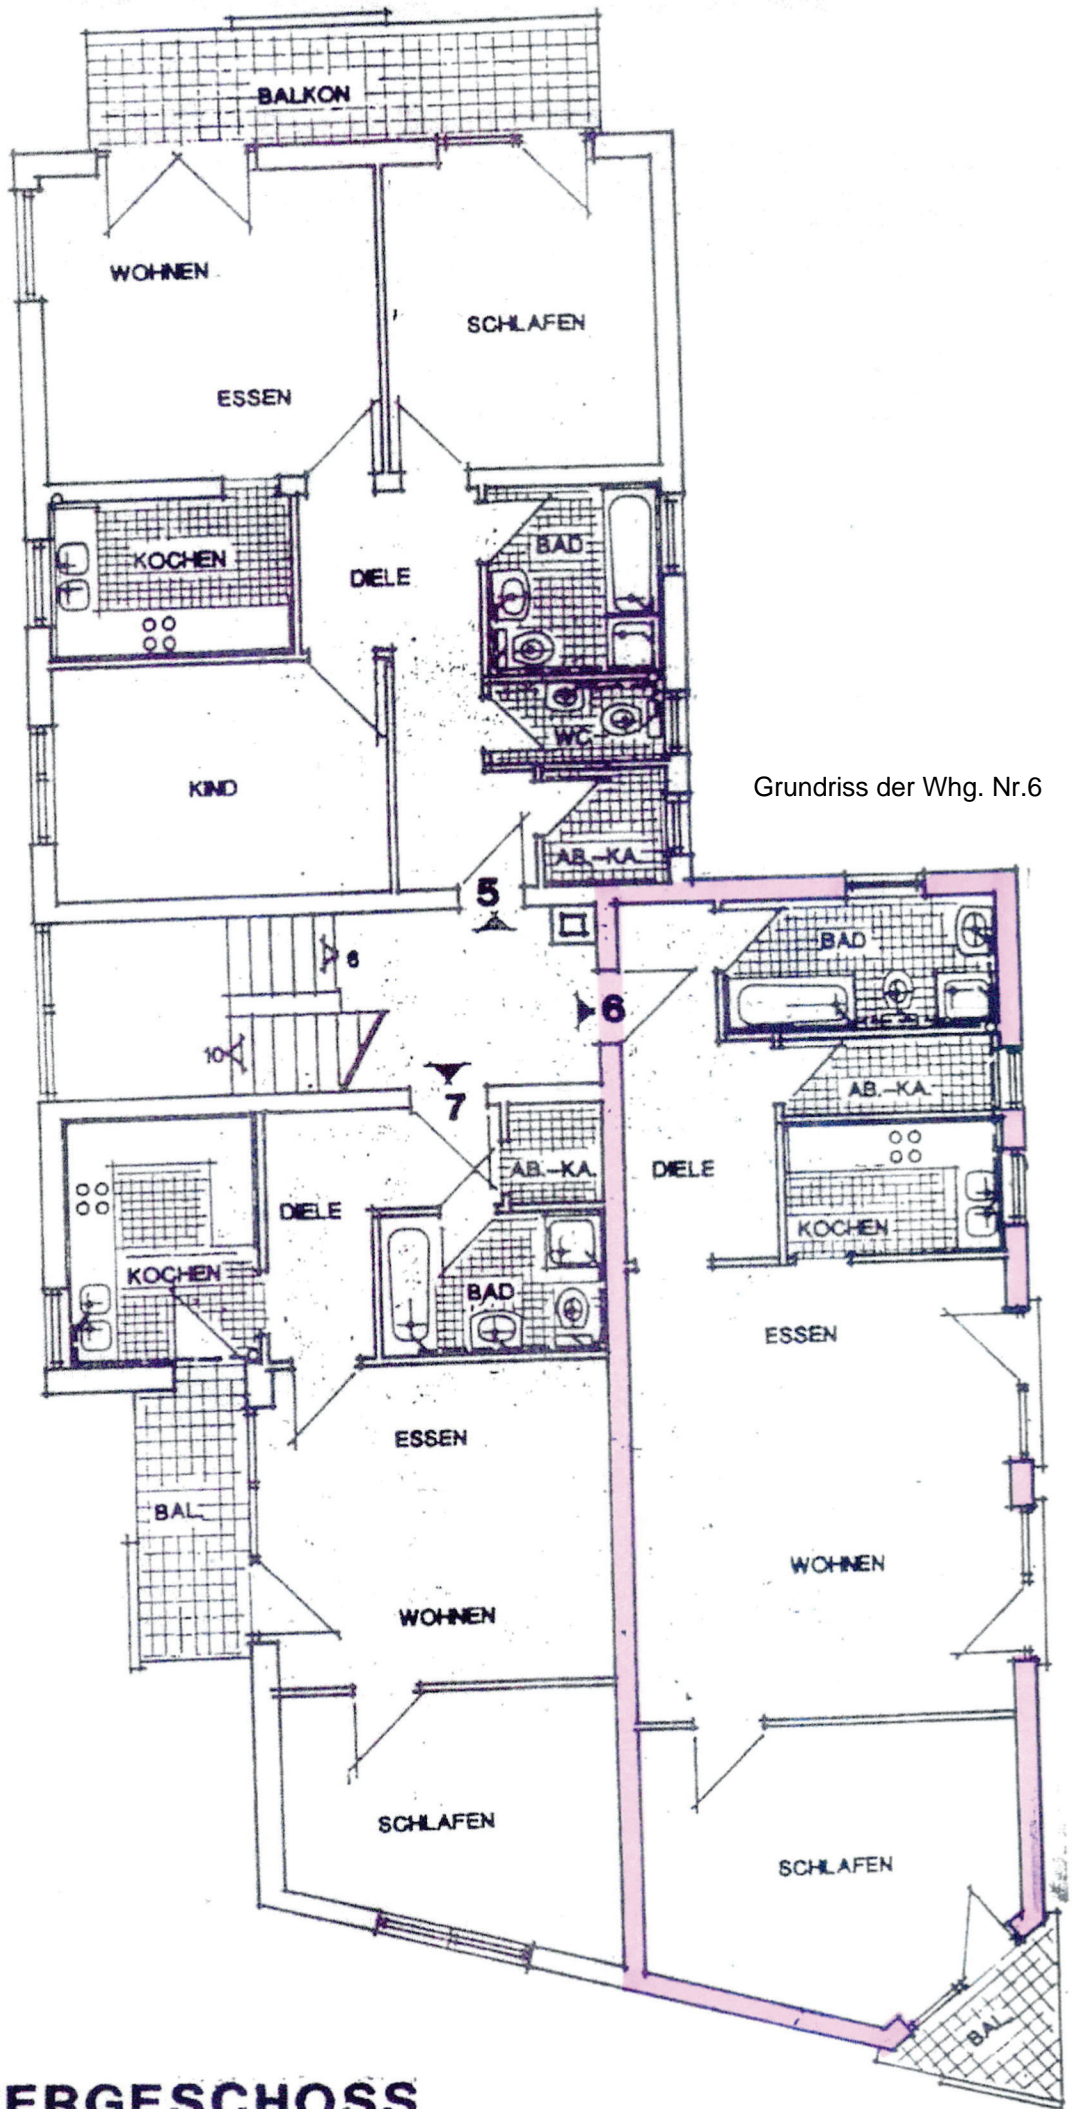 BALKON
WOHNEN
SCHLAFEN
ESSEN
KOCHEN
DIELE
BAD
WC
KIND
AB.-KA.
Grundriss der Whg. Nr.6
5
6
6
10
7
BAD
AB.-KA.
DIELE
KOCHEN
AB.-KA.
DIELE
KOCHEN
BAD
ESSEN
ESSEN
BAL.
WOHNEN
WOHNEN
SCHLAFEN
SCHLAFEN
BAL.
ERGESCHOSS